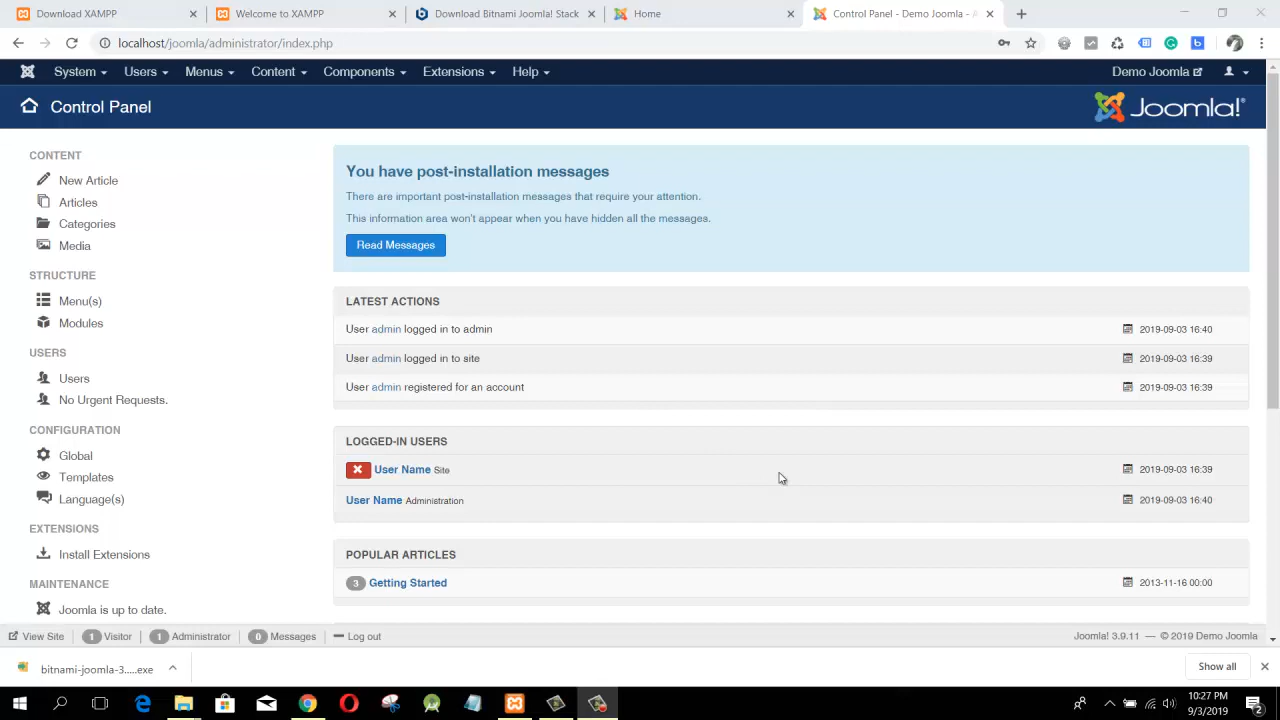 Download XAMPP
Welcome to XAMPP
Download Bitnami Joomla! Stack
Home
Control Panel - Demo Joomla - A
localhost/joomla/administrator/index.php
System Users Menus Content Components Extensions Help
Demo Joomla
Control Panel
Joomla!®
CONTENT
New Article
Articles
Categories
Media
STRUCTURE
Menu(s)
Modules
USERS
Users
No Urgent Requests.
CONFIGURATION
Global
Templates
Language(s)
EXTENSIONS
Install Extensions
MAINTENANCE
Joomla is up to date.
You have post-installation messages
There are important post-installation messages that require your attention.
This information area won't appear when you have hidden all the messages.
Read Messages
LATEST ACTIONS
User admin logged in to admin 2019-09-03 16:40
User admin logged in to site 2019-09-03 16:39
User admin registered for an account 2019-09-03 16:39
LOGGED-IN USERS
User Name Site 2019-09-03 16:39
User Name Administration 2019-09-03 16:40
POPULAR ARTICLES
3 Getting Started 2013-11-16 00:00
View Site 1 Visitor 1 Administrator 0 Messages Log out
Joomla! 3.9.11 — © 2019 Demo Joomla
bitnami-joomla-3.....exe
Show all
10:27 PM
9/3/2019
2